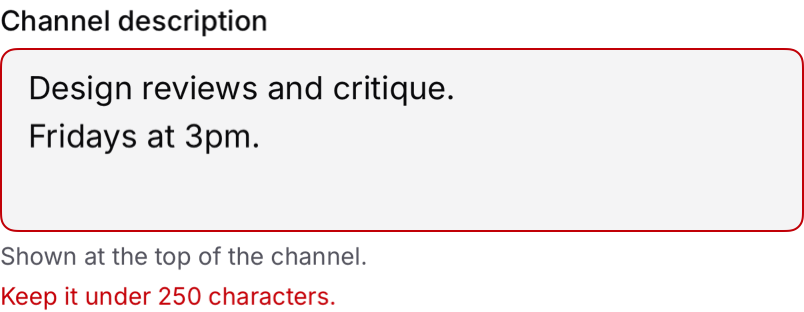 Channel description
Design reviews and critique.
Fridays at 3pm.
Shown at the top of the channel.
Keep it under 250 characters.